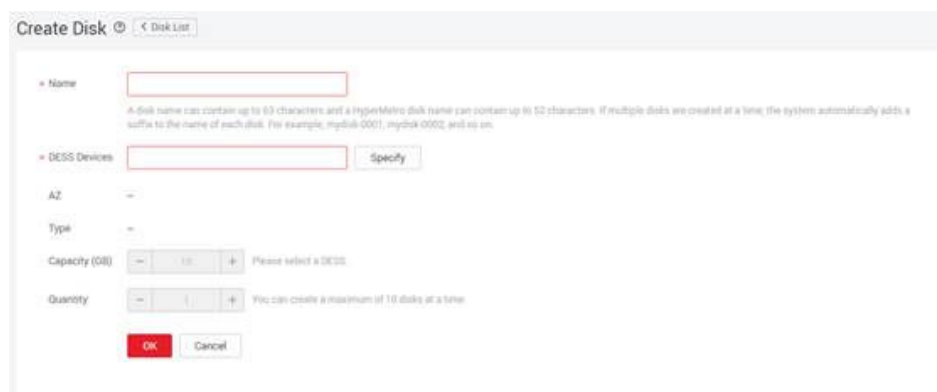 Create Disk ? < Disk List
* Name
A disk name can contain up to 63 characters and a HyperMetro disk name can contain up to 52 characters. If multiple disks are created at a time, the system automatically adds a
suffix to the name of each disk. For example, mydisk-0001, mydisk-0002, and so on.
* DESS Devices Specify
AZ --
Type --
Capacity (GB) − 10 + Please select a DESS.
Quantity − 1 + You can create a maximum of 10 disks at a time.
OK Cancel